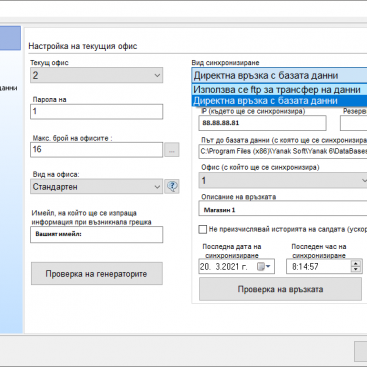 Настройка на текущия офис
Текущ офис
2
Парола на
1
Макс. брой на офисите :
16
...
Вид на офиса:
Стандартен
Имейл, на който ще се изпраща
информация при възникнала грешка
Вашият имейл:
Проверка на генераторите
данни
Вид синхронизиране
Директна връзка с базата данни
Използва се ftp за трансфер на данни
Директна връзка с базата данни
IP (където ще се синхронизира)
Резерв
88.88.88.81
Път до базата данни (с която ще се синхронизира)
C:\Program Files (x86)\Yanak Soft\Yanak 6\DataBases
Офис (с който ще се синхронизира)
1
Описание на връзката
Магазин 1
Не преизчислявай историята на салдата (ускор
Последна дата на
синхронизиране
Последен час на
синхронизиране
20. 3.2021 г.
8:14:57
Проверка на връзката